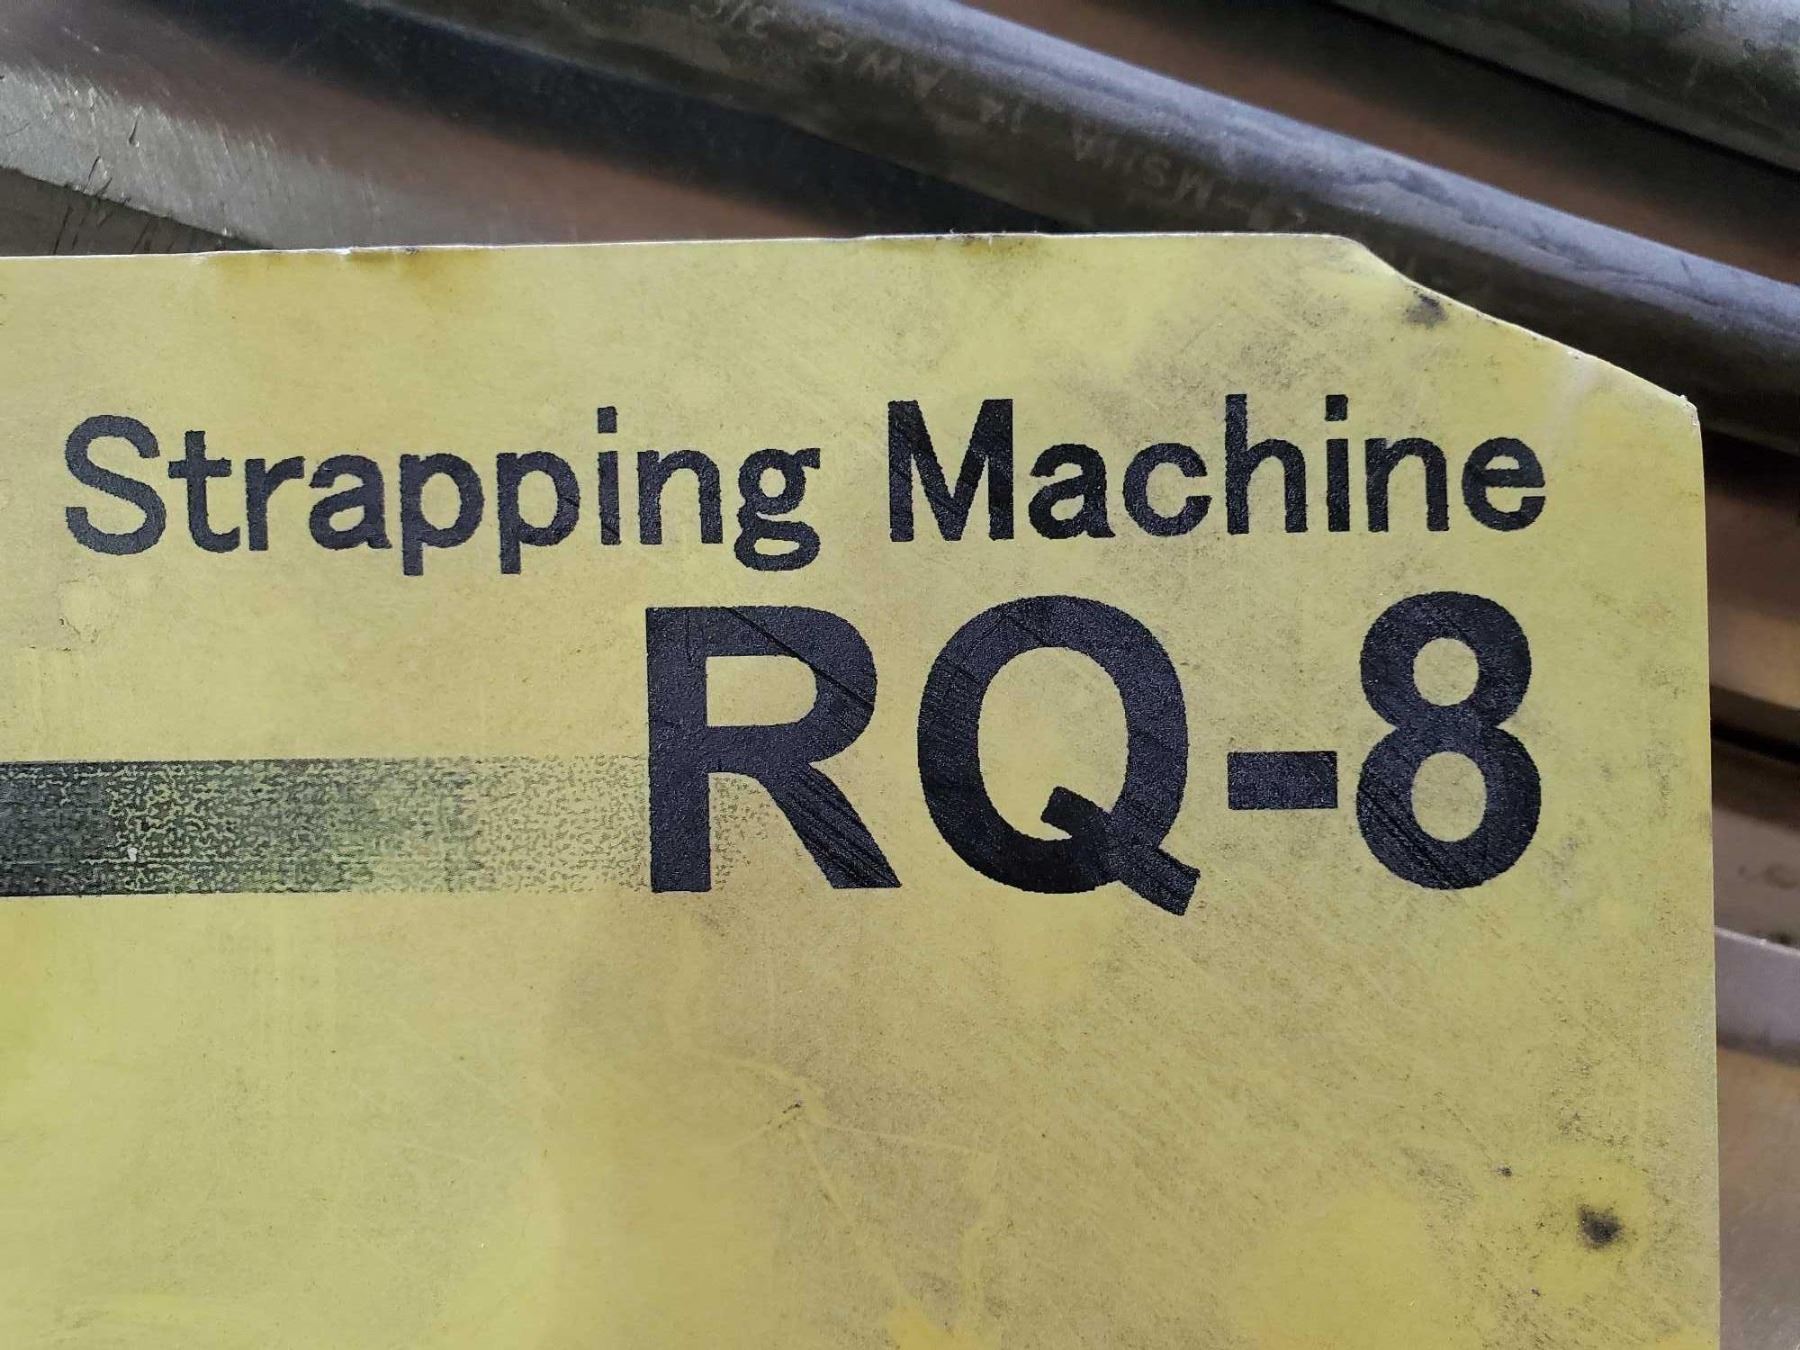 Strapping Machine
RQ-8